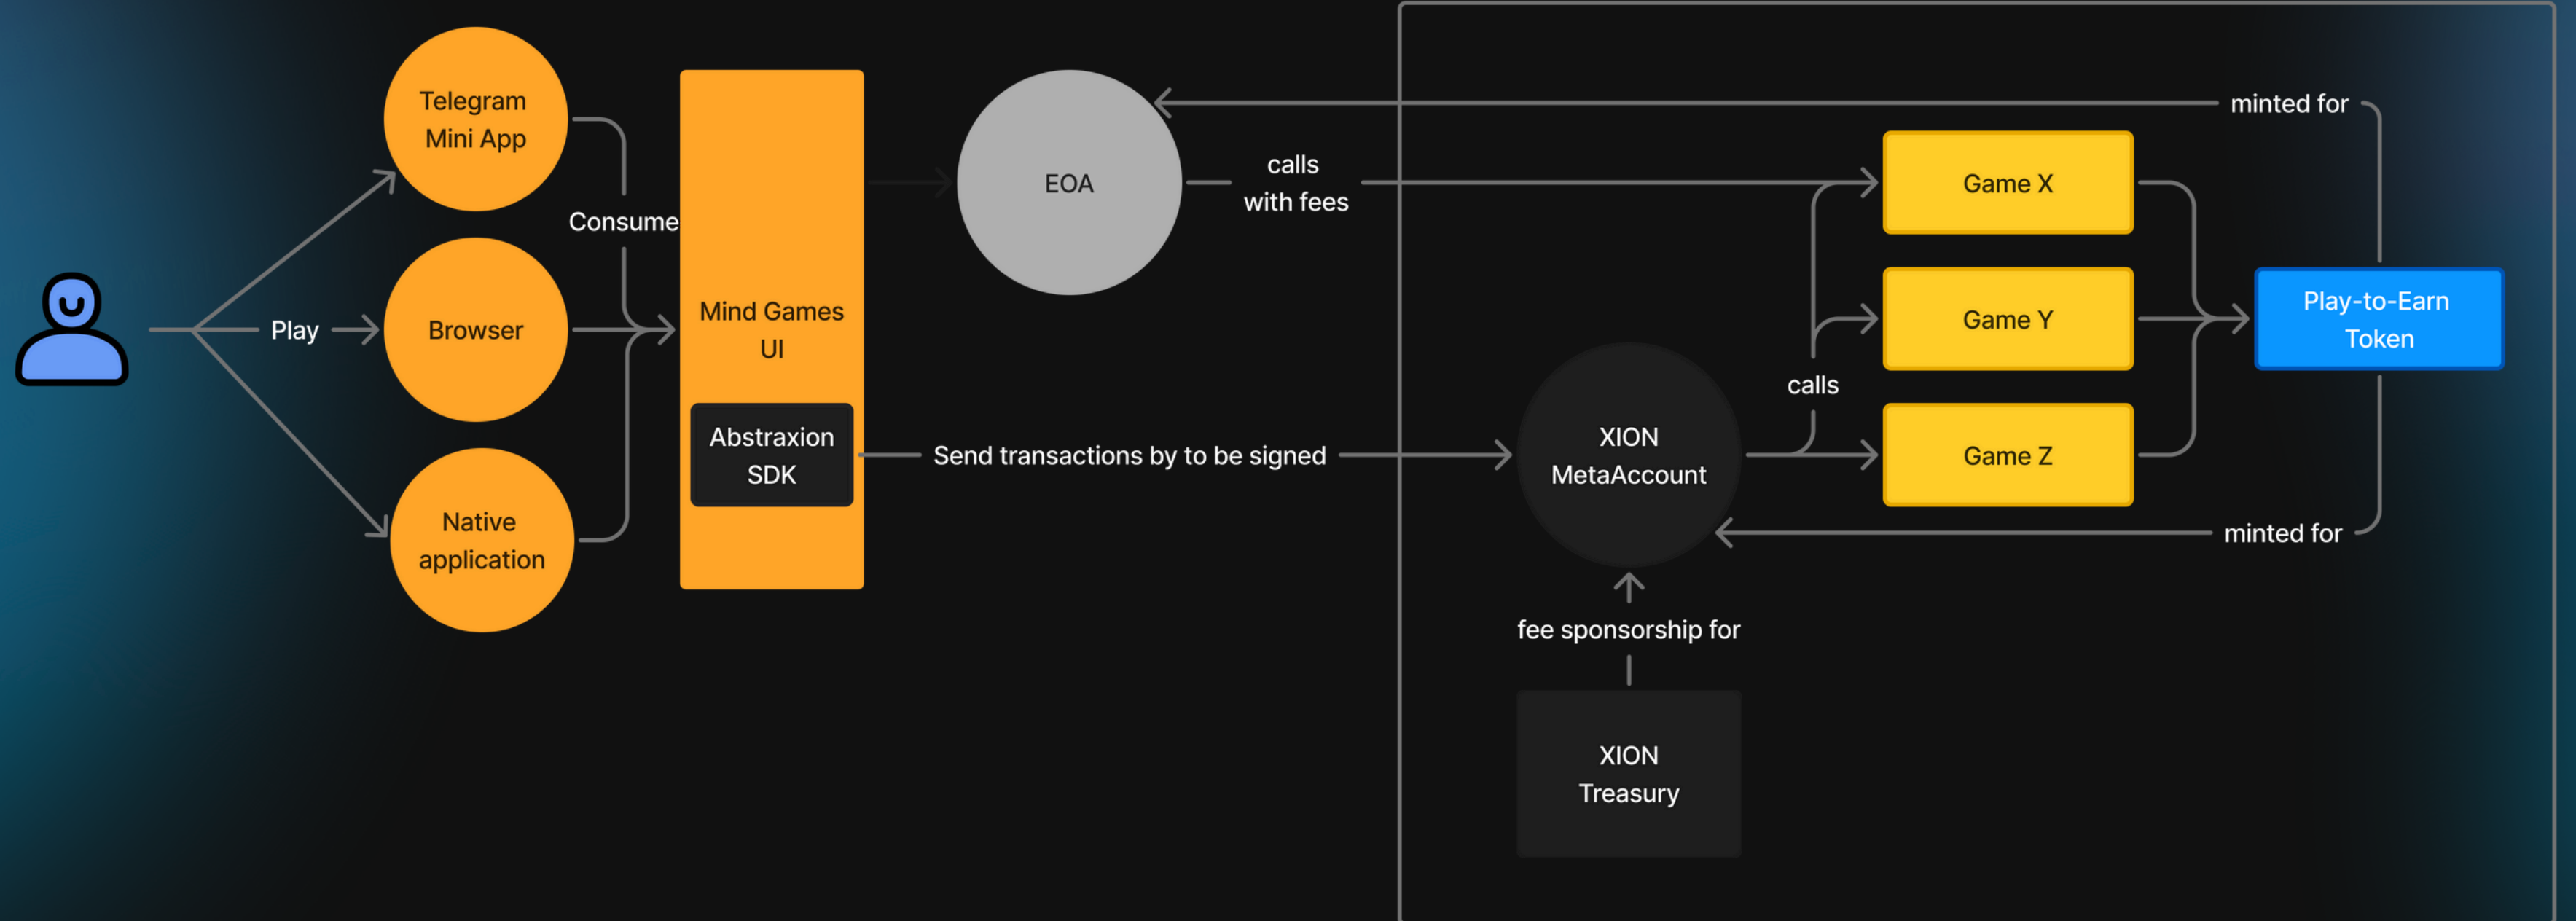 Telegram
Mini App
Consume
Play
Browser
Native
application
Mind Games
UI
Abstraxion
SDK
EOA
calls
with fees
Send transactions by to be signed
XION
MetaAccount
fee sponsorship for
XION
Treasury
calls
Game X
Game Y
Game Z
minted for
Play-to-Earn
Token
minted for